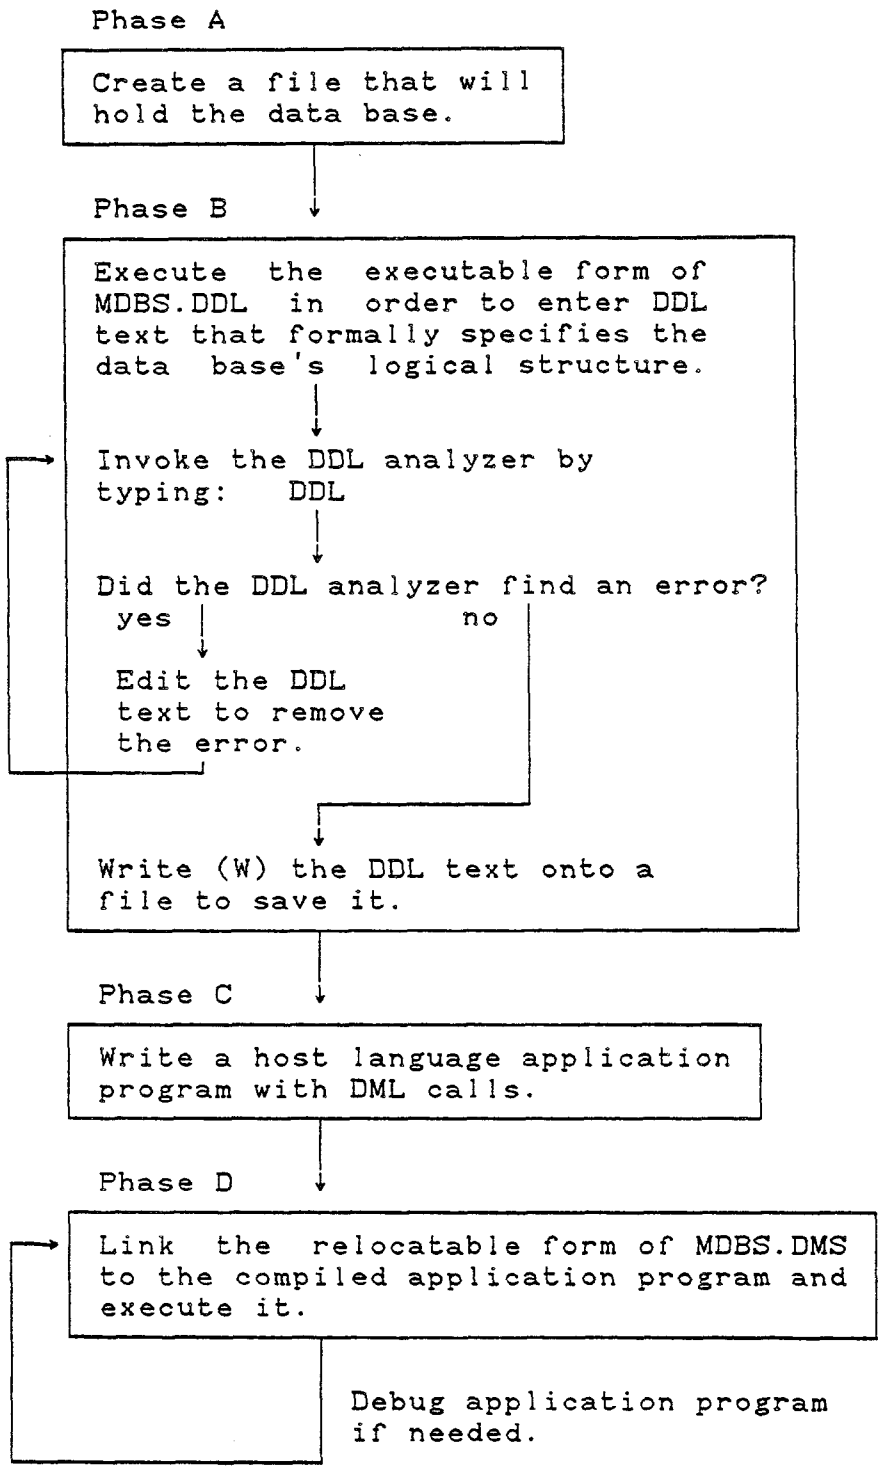 Phase A
Create a file that will
hold the data base.
Phase B
Execute the executable form of
MDBS.DDL in order to enter DDL
text that formally specifies the
data base's logical structure.
Invoke the DDL analyzer by
typing: DDL
Did the DDL analyzer find an error?
yes no
Edit the DDL
text to remove
the error.
Write (W) the DDL text onto a
file to save it.
Phase C
Write a host language application
program with DML calls.
Phase D
Link the relocatable form of MDBS.DMS
to the compiled application program and
execute it.
Debug application program
if needed.